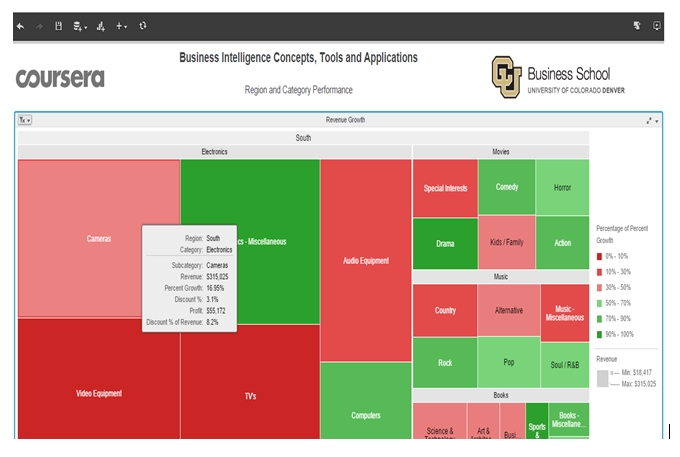 Business Intelligence Concepts, Tools and Applications
coursera
Region and Category Performance
CU
Business School
UNIVERSITY OF COLORADO DENVER
Revenue Growth
South
Electronics
Movies
Cameras
cs - Miscellaneous
Audio Equipment
Video Equipment
TV's
Computers
Region: South
Category: Electronics
Subcategory: Cameras
Revenue: $315,025
Percent Growth: 16.95%
Discount %: 3.1%
Profit: $55,172
Discount % of Revenue: 8.2%
Special Interests
Comedy
Horror
Drama
Kids / Family
Action
Music
Country
Alternative
Music -
Miscellaneous
Rock
Pop
Soul / R&B
Books
Science &
Art &
Busi...
Sports
&
Books -
Miscellane...
Percentage of Percent
Growth
0% - 10%
10% - 30%
30% - 50%
50% - 70%
70% - 90%
90% - 100%
Revenue
Min: $18,417
Max: $315,025